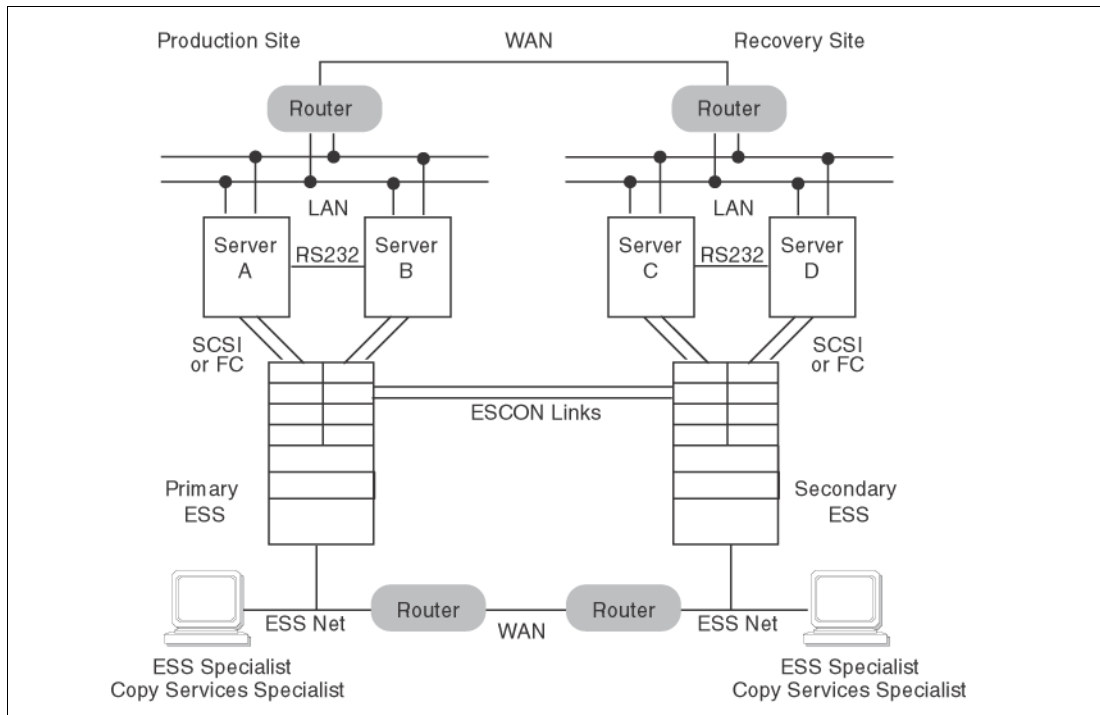 Production Site
WAN
Recovery Site
Router
Router
LAN
LAN
Server
A
RS232
Server
B
Server
C
RS232
Server
D
SCSI
or FC
SCSI
or FC
ESCON Links
Primary
ESS
Secondary
ESS
Router
Router
ESS Net
WAN
ESS Net
ESS Specialist
Copy Services Specialist
ESS Specialist
Copy Services Specialist